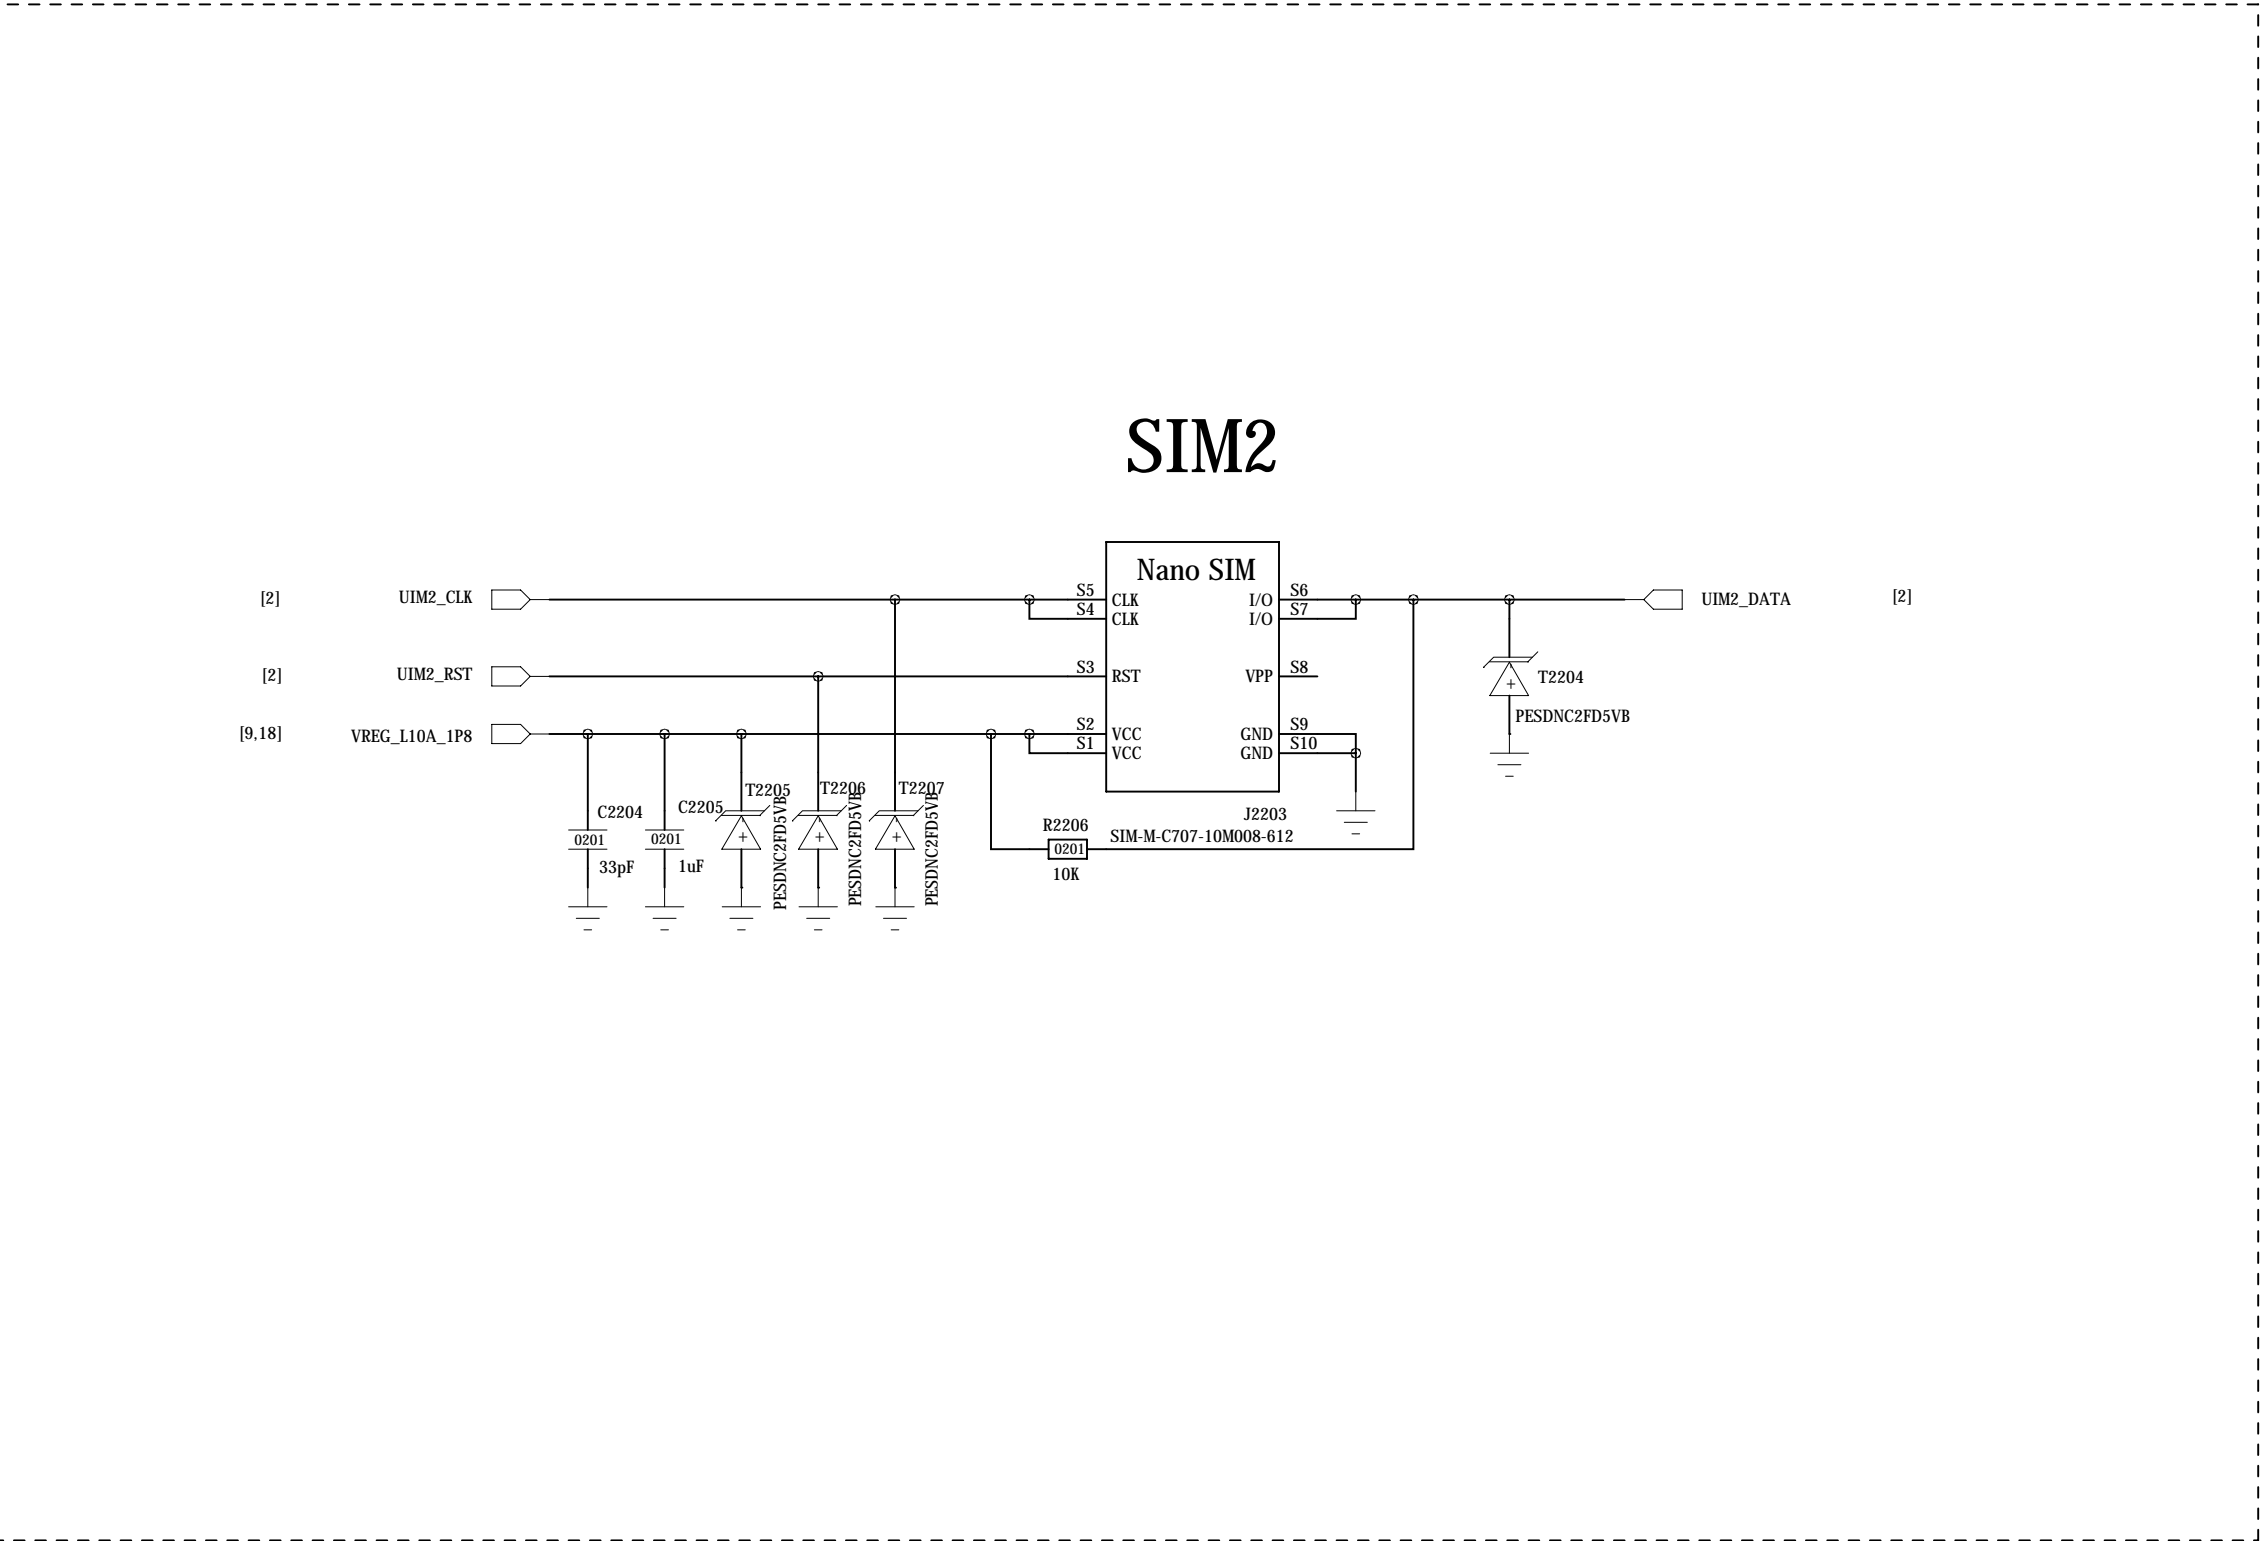 SIM2
Nano SIM
[2] UIM2_CLK S5 CLK I/O S6 UIM2_DATA [2]
S4 CLK I/O S7
[2] UIM2_RST S3 RST VPP S8 T2204
PESDNC2FD5VB
[9,18] VREG_L10A_1P8 S2 VCC GND S9
S1 VCC GND S10
T2205 T2206 T2207
C2204 C2205 J2203
R2206 SIM-M-C707-10M008-612
0201 0201 0201
33pF 1uF 10K
PESDNC2FD5VB
PESDNC2FD5VB
PESDNC2FD5VB